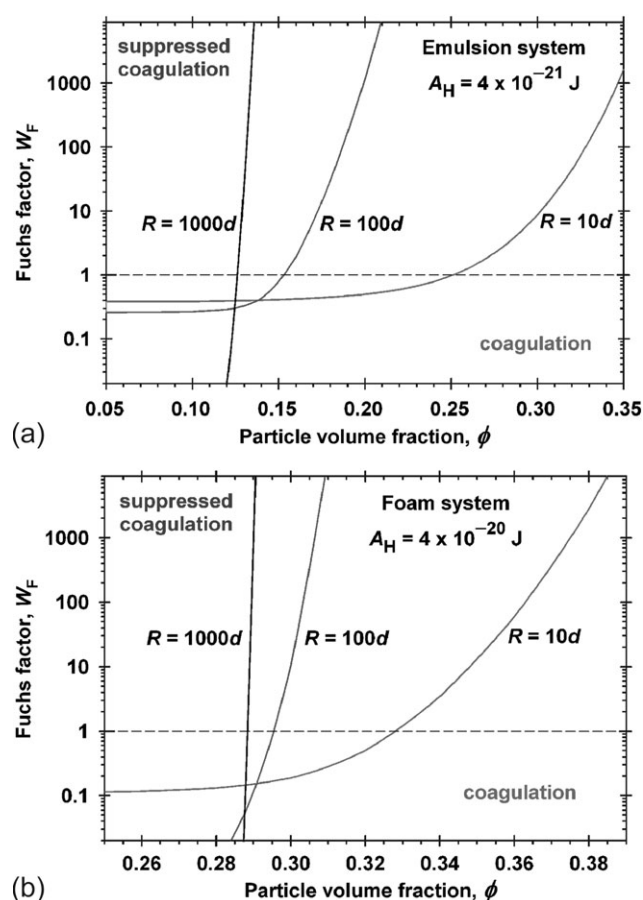 suppressed
coagulation
Emulsion system
A_H = 4 x 10⁻²¹ J
1000
100
10
1
0.1
Fuchs factor, W_F
R = 1000d
R = 100d
R = 10d
coagulation
0.05
0.10
0.15
0.20
0.25
0.30
0.35
(a)
Particle volume fraction, ϕ
suppressed
coagulation
Foam system
A_H = 4 x 10⁻²⁰ J
1000
100
10
1
0.1
Fuchs factor, W_F
R = 1000d
R = 100d
R = 10d
coagulation
0.26
0.28
0.30
0.32
0.34
0.36
0.38
(b)
Particle volume fraction, ϕ